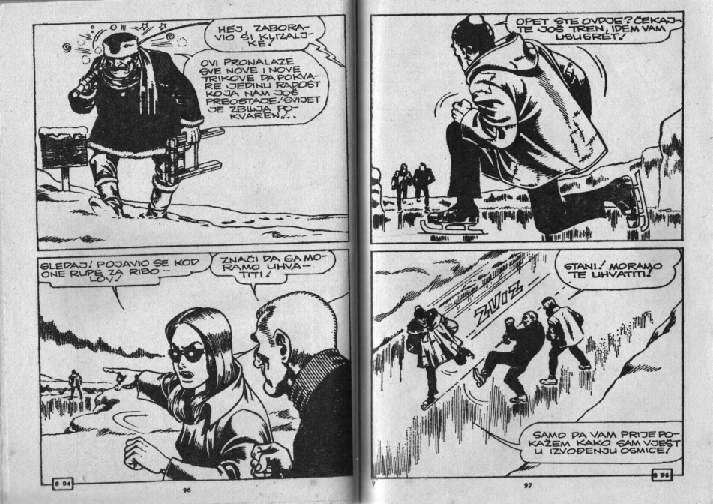 HEJ, ZABORA-
VIO SI KLIZALJ-
KE!
OVI PRONALAZE
SVE NOVE I NOVE
TRIKOVE DA POKVA-
RE I JEDINU RADOST
KOJA NAM JOŠ
PREOSTAJE! SVIJET
JE ZBILJA PO-
KVAREN...
GLEDAJ! POJAVIO SE KOD
ONE RUPE ZA RIBO-
LOV!
ZNAČI DA GA MO-
RAMO UHVA-
TITI!
B 94
96
OPET STE OVDJE? ČEKAJ-
TE JOŠ TREN, IDEM VAM
USUSRET!
ZVIZ
STANI! MORAMO
TE UHVATITI!
SAMO DA VAM PRIJE PO-
KAŽEM KAKO SAM VJEŠT
U IZVOĐENJU OSMICE!
B 94
97